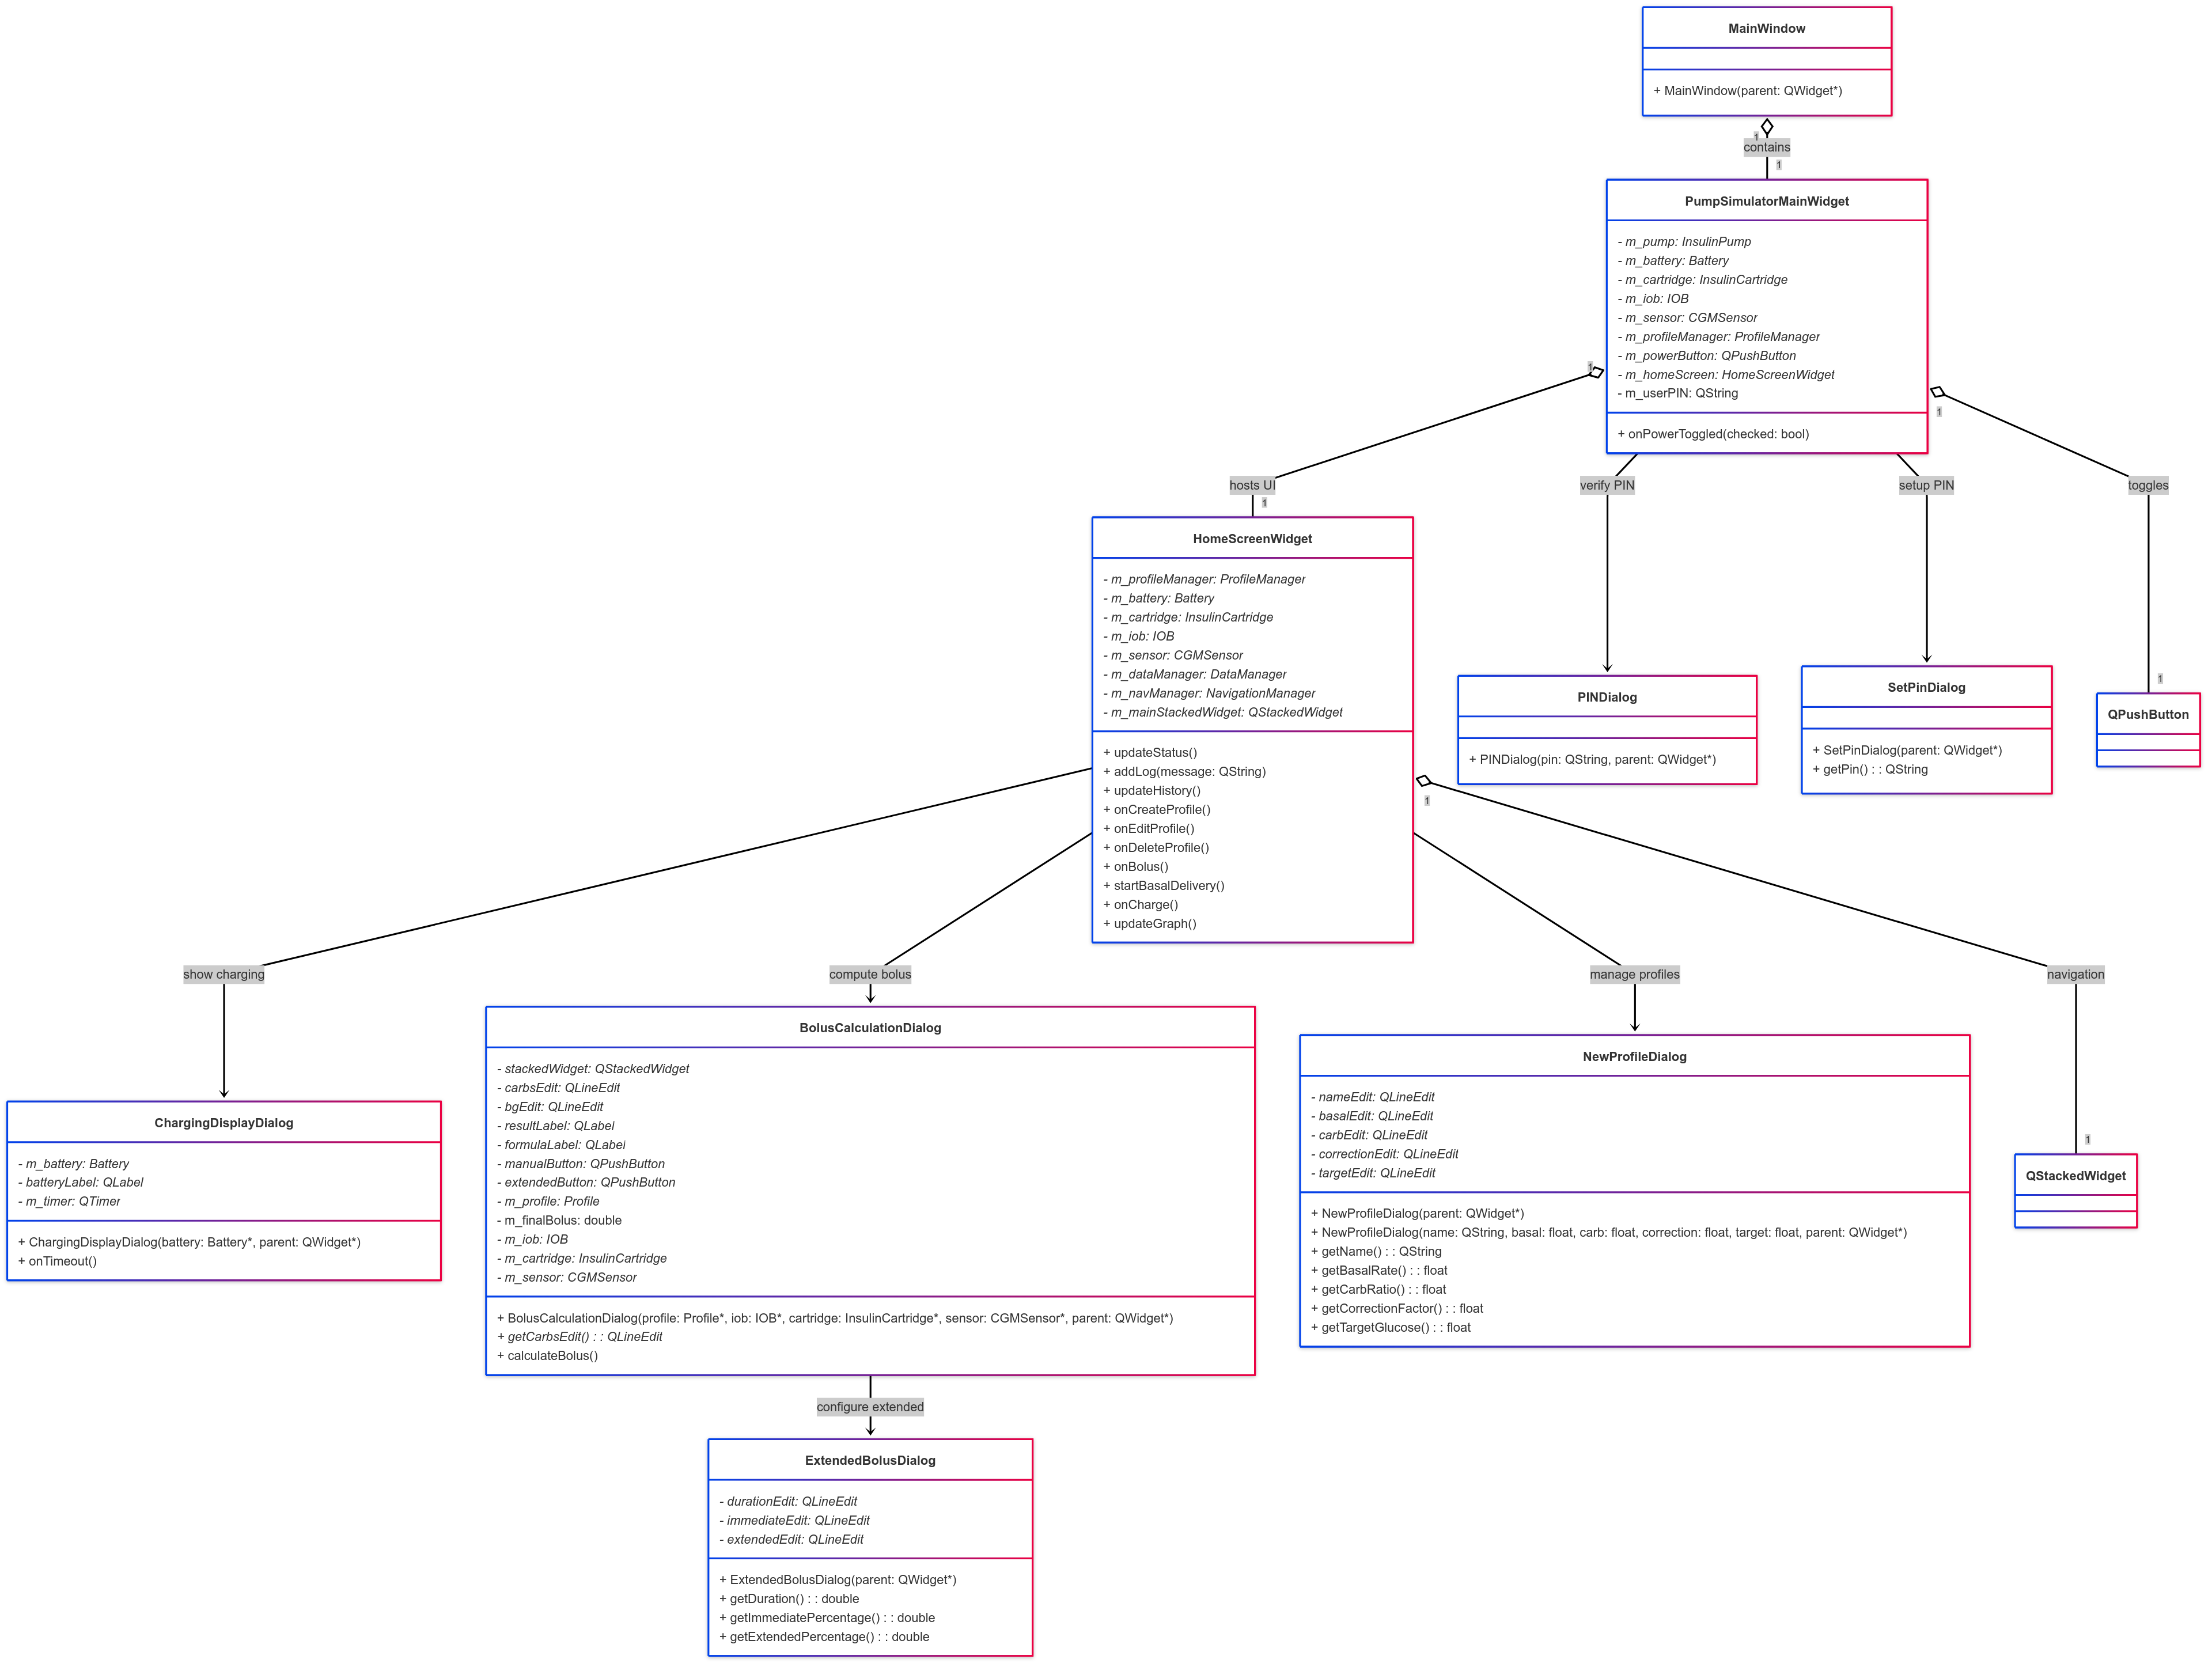 MainWindow
+ MainWindow(parent: QWidget*)
1
contains
1
PumpSimulatorMainWidget
- m_pump: InsulinPump
- m_battery: Battery
- m_cartridge: InsulinCartridge
- m_iob: IOB
- m_sensor: CGMSensor
- m_profileManager: ProfileManager
- m_powerButton: QPushButton
- m_homeScreen: HomeScreenWidget
- m_userPIN: QString
+ onPowerToggled(checked: bool)
1
1
hosts UI
verify PIN
setup PIN
toggles
1
HomeScreenWidget
- m_profileManager: ProfileManager
- m_battery: Battery
- m_cartridge: InsulinCartridge
- m_iob: IOB
- m_sensor: CGMSensor
- m_dataManager: DataManager
- m_navManager: NavigationManager
- m_mainStackedWidget: QStackedWidget
+ updateStatus()
+ addLog(message: QString)
+ updateHistory()
+ onCreateProfile()
+ onEditProfile()
+ onDeleteProfile()
+ onBolus()
+ startBasalDelivery()
+ onCharge()
+ updateGraph()
PINDialog
+ PINDialog(pin: QString, parent: QWidget*)
SetPinDialog
+ SetPinDialog(parent: QWidget*)
+ getPin() : : QString
1
QPushButton
1
show charging
compute bolus
manage profiles
navigation
ChargingDisplayDialog
- m_battery: Battery
- batteryLabel: QLabel
- m_timer: QTimer
+ ChargingDisplayDialog(battery: Battery*, parent: QWidget*)
+ onTimeout()
BolusCalculationDialog
- stackedWidget: QStackedWidget
- carbsEdit: QLineEdit
- bgEdit: QLineEdit
- resultLabel: QLabel
- formulaLabel: QLabel
- manualButton: QPushButton
- extendedButton: QPushButton
- m_profile: Profile
- m_finalBolus: double
- m_iob: IOB
- m_cartridge: InsulinCartridge
- m_sensor: CGMSensor
+ BolusCalculationDialog(profile: Profile*, iob: IOB*, cartridge: InsulinCartridge*, sensor: CGMSensor*, parent: QWidget*)
+ getCarbsEdit() : : QLineEdit
+ calculateBolus()
NewProfileDialog
- nameEdit: QLineEdit
- basalEdit: QLineEdit
- carbEdit: QLineEdit
- correctionEdit: QLineEdit
- targetEdit: QLineEdit
+ NewProfileDialog(parent: QWidget*)
+ NewProfileDialog(name: QString, basal: float, carb: float, correction: float, target: float, parent: QWidget*)
+ getName() : : QString
+ getBasalRate() : : float
+ getCarbRatio() : : float
+ getCorrectionFactor() : : float
+ getTargetGlucose() : : float
1
QStackedWidget
configure extended
ExtendedBolusDialog
- durationEdit: QLineEdit
- immediateEdit: QLineEdit
- extendedEdit: QLineEdit
+ ExtendedBolusDialog(parent: QWidget*)
+ getDuration() : : double
+ getImmediatePercentage() : : double
+ getExtendedPercentage() : : double